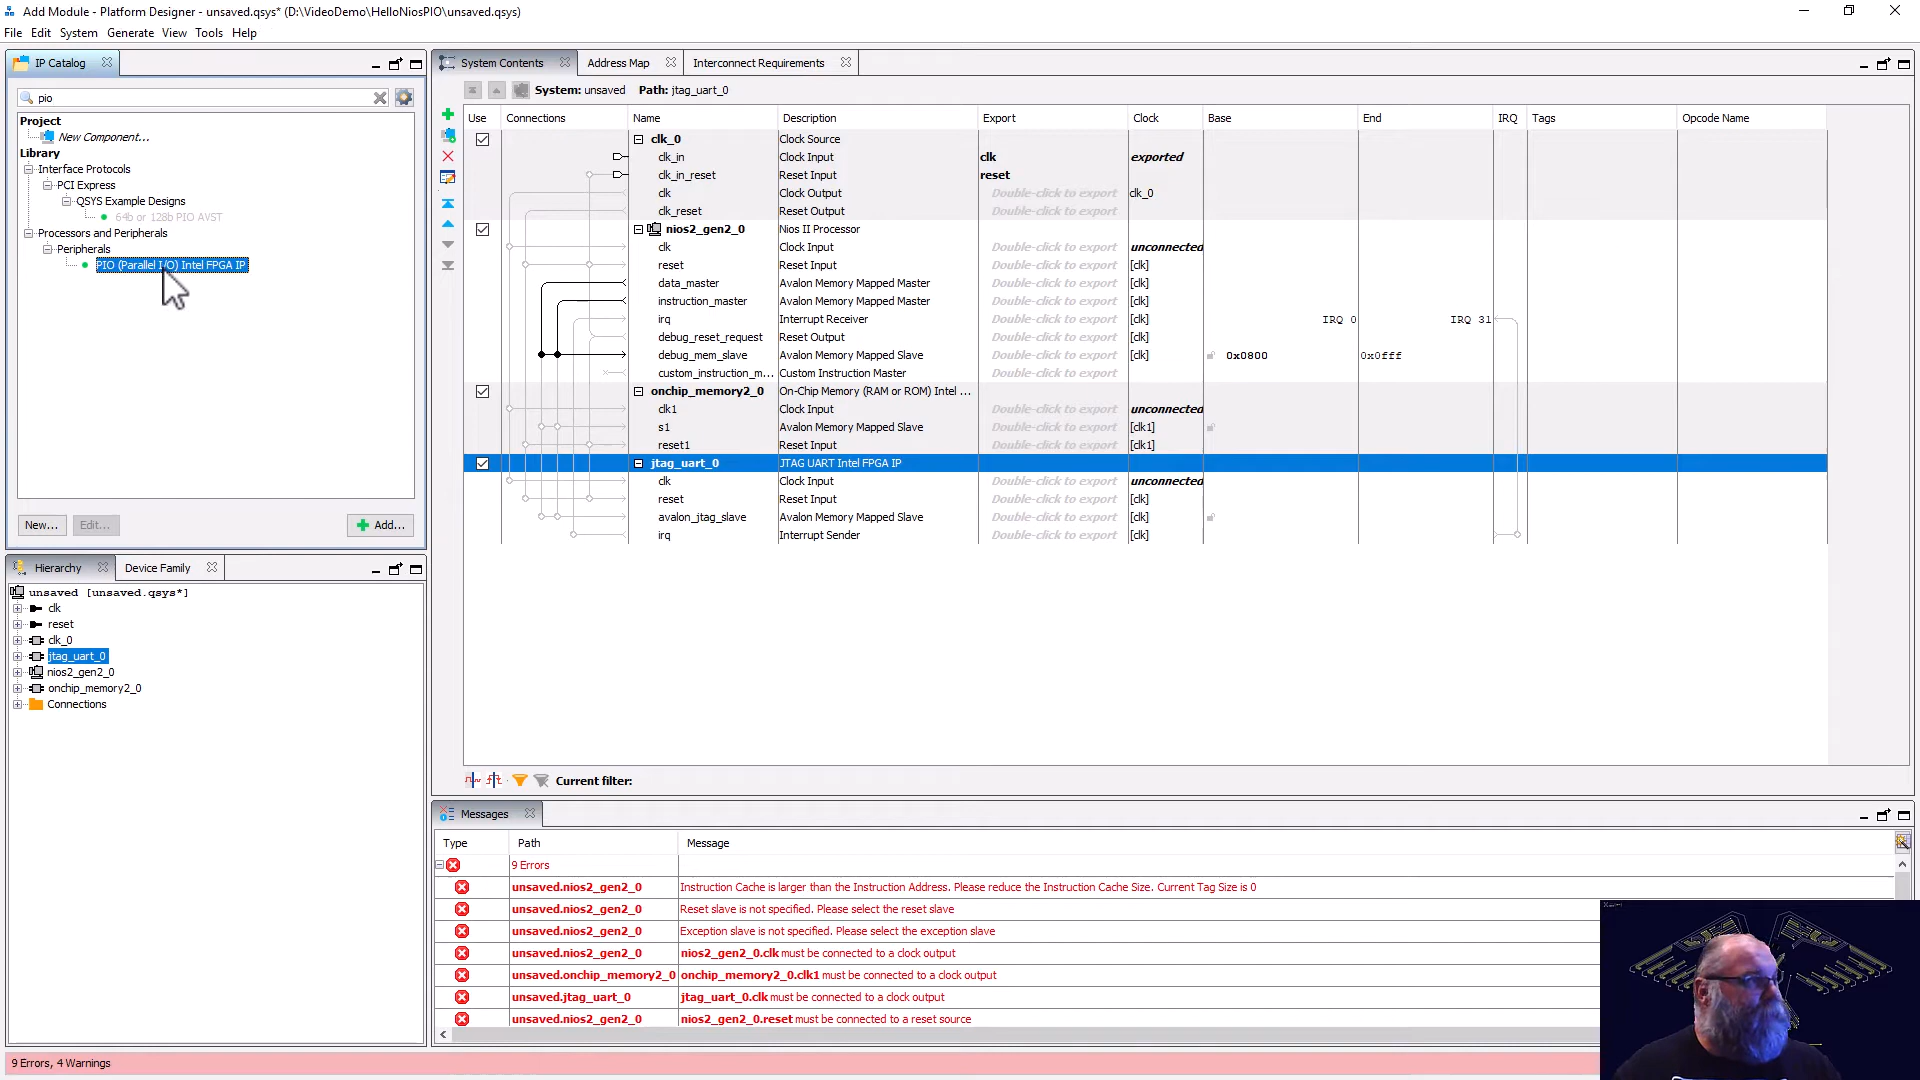 Add Module - Platform Designer - unsaved.qsys* (D:\VideoDemo\HelloNiosPIO\unsaved.qsys)
File Edit System Generate View Tools Help
IP Catalog
pio
Project
New Component...
Library
Interface Protocols
PCI Express
QSYS Example Designs
64b or 128b PIO AVST
Processors and Peripherals
Peripherals
PIO (Parallel I/O) Intel FPGA IP
New... Edit... Add...
Hierarchy Device Family
unsaved [unsaved.qsys*]
clk
reset
clk_0
jtag_uart_0
nios2_gen2_0
onchip_memory2_0
Connections
System Contents Address Map Interconnect Requirements
System: unsaved Path: jtag_uart_0
Use Connections Name Description Export Clock Base End IRQ Tags Opcode Name
clk_0 Clock Source
clk_in Clock Input clk exported
clk_in_reset Reset Input reset
clk Clock Output Double-click to export clk_0
clk_reset Reset Output Double-click to export
nios2_gen2_0 Nios II Processor
clk Clock Input Double-click to export unconnected
reset Reset Input Double-click to export [clk]
data_master Avalon Memory Mapped Master Double-click to export [clk]
instruction_master Avalon Memory Mapped Master Double-click to export [clk]
irq Interrupt Receiver Double-click to export [clk] IRQ 0 IRQ 31
debug_reset_request Reset Output Double-click to export [clk]
debug_mem_slave Avalon Memory Mapped Slave Double-click to export [clk] 0x0800 0x0fff
custom_instruction_m... Custom Instruction Master Double-click to export
onchip_memory2_0 On-Chip Memory (RAM or ROM) Intel ...
clk1 Clock Input Double-click to export unconnected
s1 Avalon Memory Mapped Slave Double-click to export [clk1]
reset1 Reset Input Double-click to export [clk1]
jtag_uart_0 JTAG UART Intel FPGA IP
clk Clock Input Double-click to export unconnected
reset Reset Input Double-click to export [clk]
avalon_jtag_slave Avalon Memory Mapped Slave Double-click to export [clk]
irq Interrupt Sender Double-click to export [clk]
Current filter:
Messages
Type Path Message
9 Errors
unsaved.nios2_gen2_0 Instruction Cache is larger than the Instruction Address. Please reduce the Instruction Cache Size. Current Tag Size is 0
unsaved.nios2_gen2_0 Reset slave is not specified. Please select the reset slave
unsaved.nios2_gen2_0 Exception slave is not specified. Please select the exception slave
unsaved.nios2_gen2_0 nios2_gen2_0.clk must be connected to a clock output
unsaved.onchip_memory2_0 onchip_memory2_0.clk1 must be connected to a clock output
unsaved.jtag_uart_0 jtag_uart_0.clk must be connected to a clock output
unsaved.nios2_gen2_0 nios2_gen2_0.reset must be connected to a reset source
9 Errors, 4 Warnings